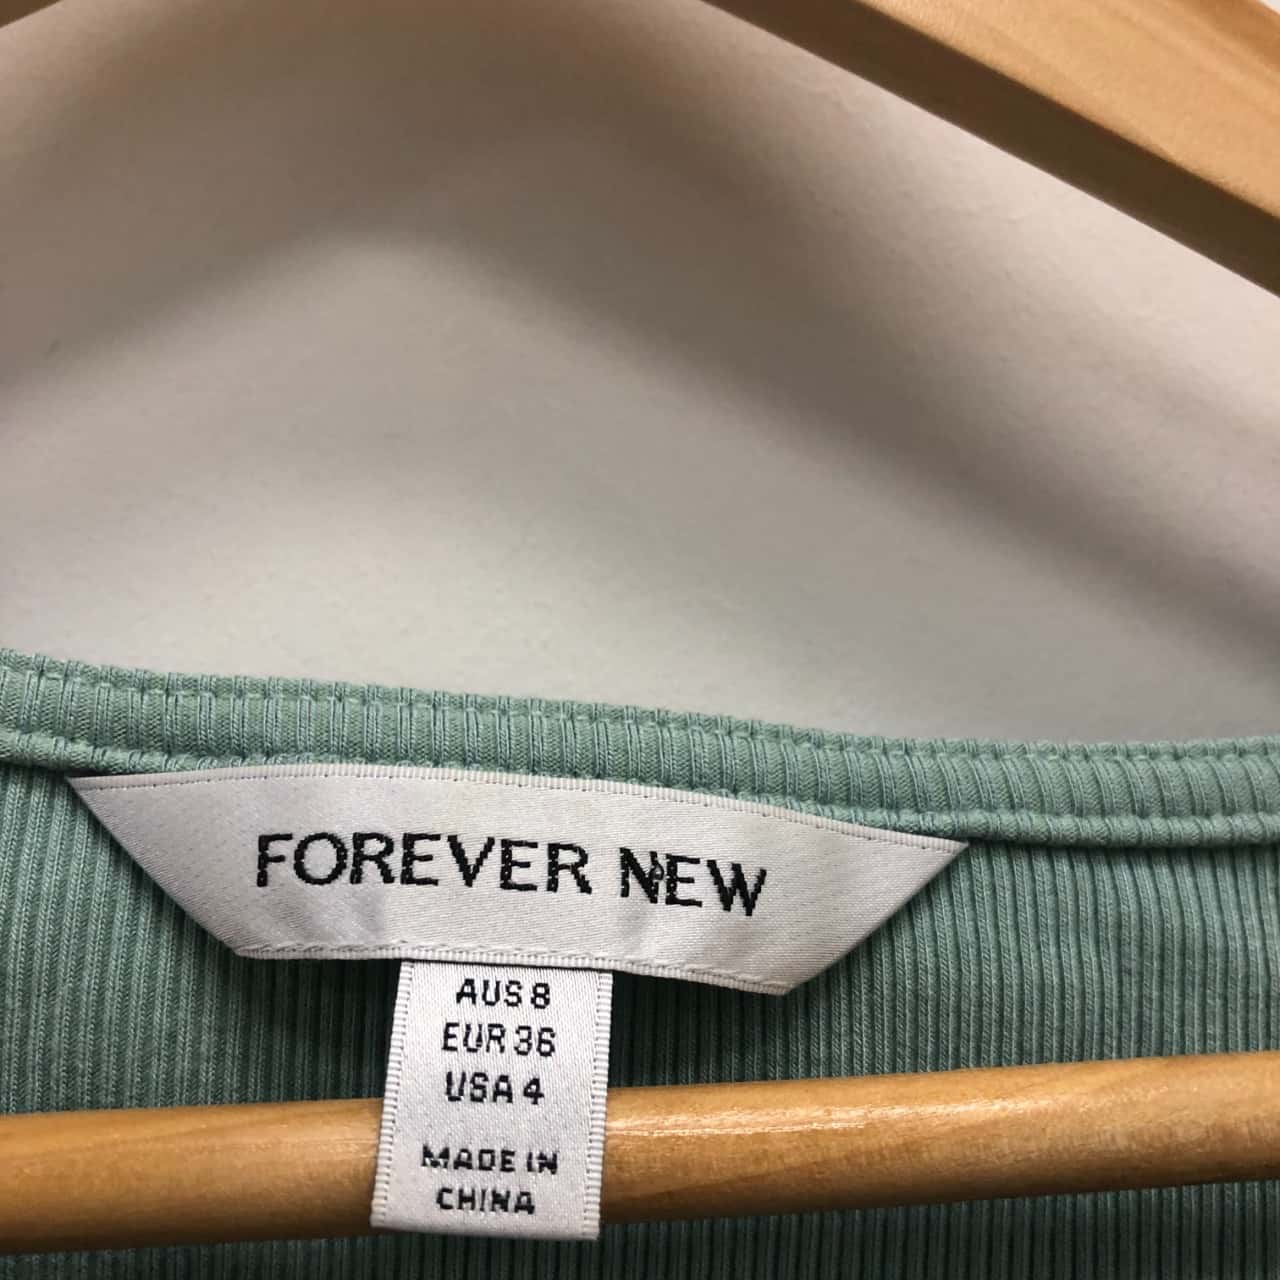 FOREVER NEW
AUS 8
EUR 36
USA 4
MADE IN
CHINA